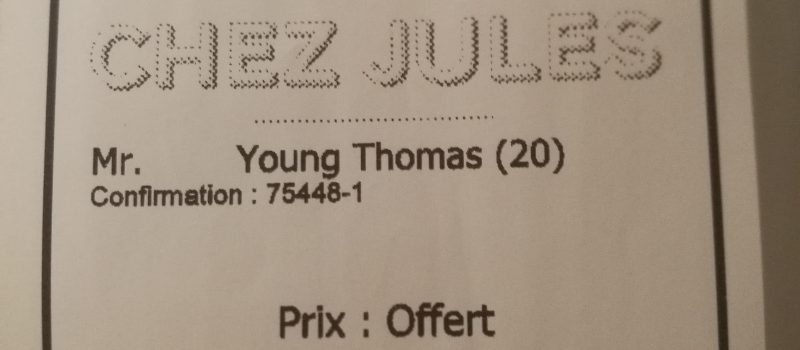 CHEZ JULES
Mr. Young Thomas (20)
Confirmation : 75448-1
Prix : Offert